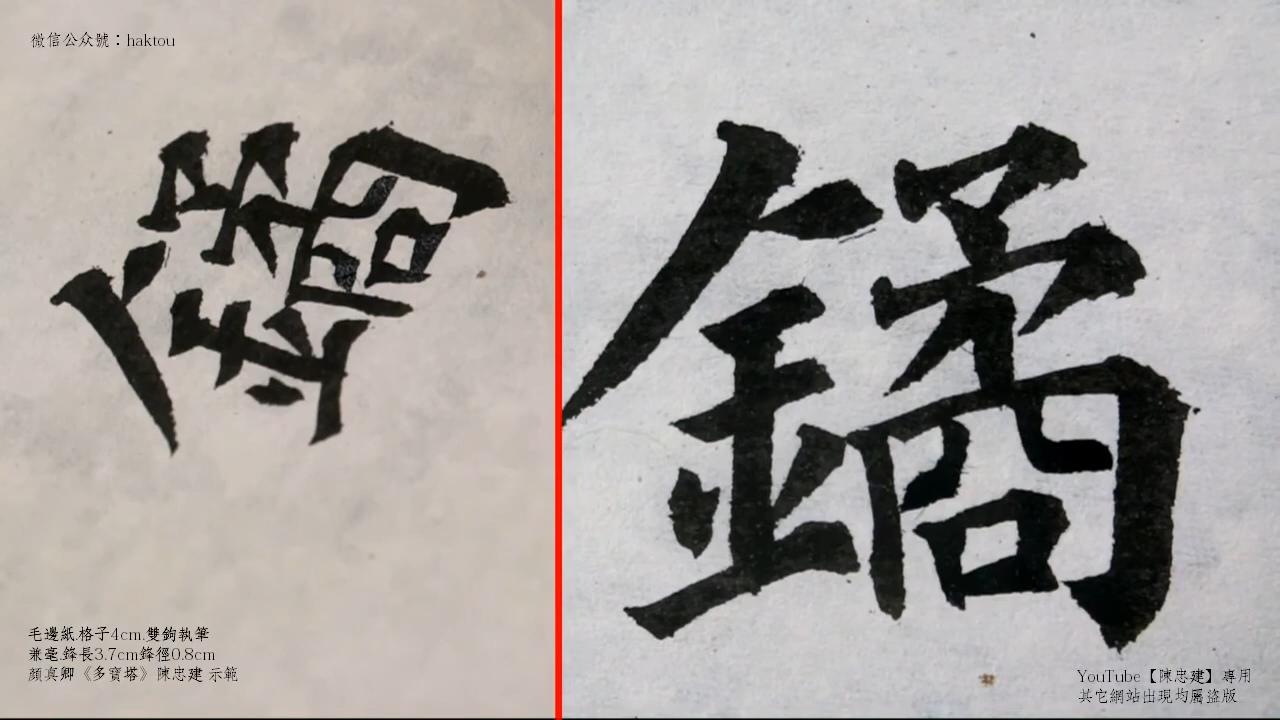 微信公众號：haktou
鐍
鐍
毛邊紙.格子4cm.雙鉤執筆
兼毫.鋒長3.7cm鋒徑0.8cm
顏真卿《多寶塔》陳忠建 示範
YouTube【陳忠建】專用
其它網站出現均屬盜版